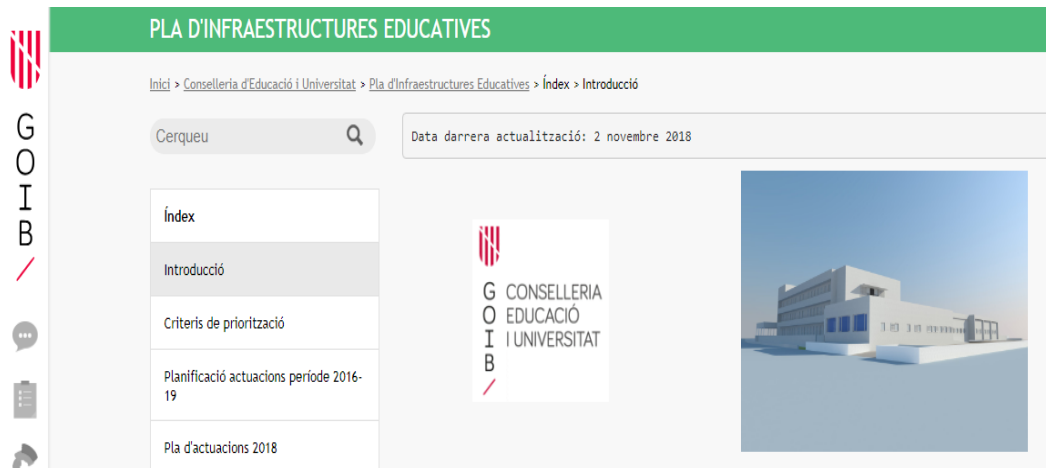 PLA D'INFRAESTRUCTURES EDUCATIVES
Inici > Conselleria d'Educació i Universitat > Pla d'Infraestructures Educatives > Índex > Introducció
G
O
I
B
Cerqueu
Data darrera actualització: 2 novembre 2018
Índex
Introducció
Criteris de priorització
Planificació actuacions període 2016-
19
Pla d'actuacions 2018
G CONSELLERIA
O EDUCACIÓ
I I UNIVERSITAT
B